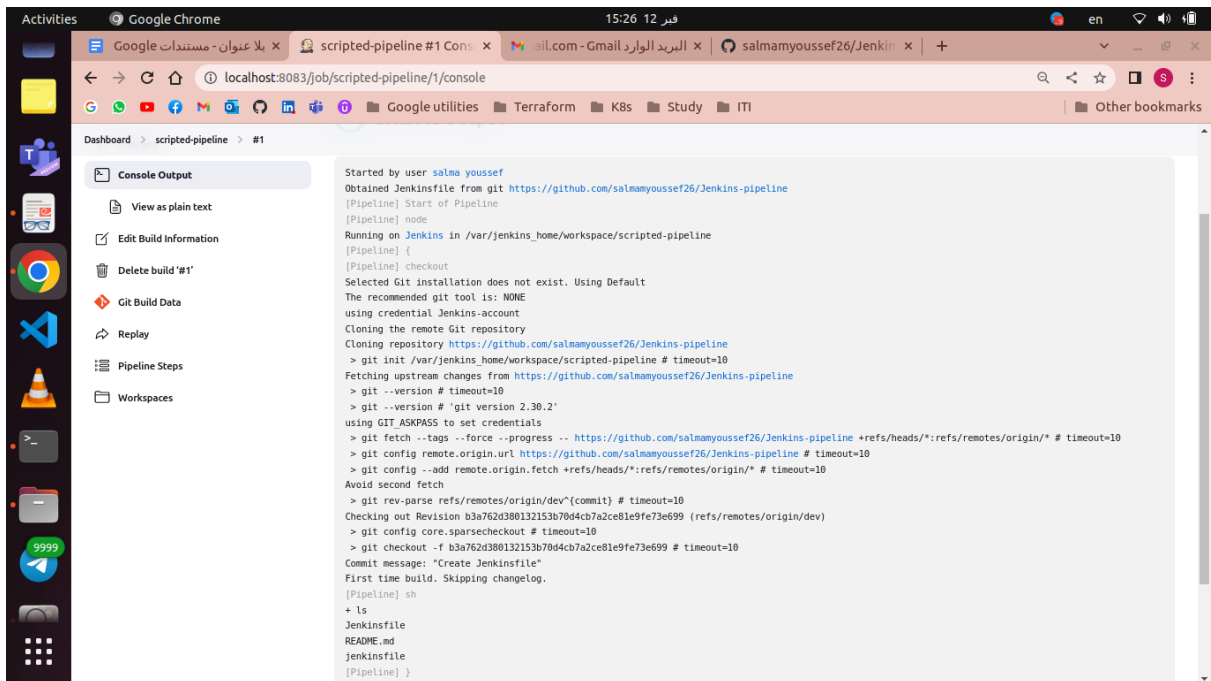 Activities
Google Chrome
فبر 12 15:26
en
بلا عنوان - مستندات Google
scripted-pipeline #1 Cons
ail.com - Gmail البريد الوارد
salmamyoussef26/Jenkin
localhost:8083/job/scripted-pipeline/1/console
S
Google utilities
Terraform
K8s
Study
ITI
Other bookmarks
Dashboard > scripted-pipeline > #1
Console Output
View as plain text
Edit Build Information
Delete build '#1'
Git Build Data
Replay
Pipeline Steps
Workspaces
9999
Started by user salma youssef
Obtained Jenkinsfile from git https://github.com/salmamyoussef26/Jenkins-pipeline
[Pipeline] Start of Pipeline
[Pipeline] node
Running on Jenkins in /var/jenkins_home/workspace/scripted-pipeline
[Pipeline] {
[Pipeline] checkout
Selected Git installation does not exist. Using Default
The recommended git tool is: NONE
using credential Jenkins-account
Cloning the remote Git repository
Cloning repository https://github.com/salmamyoussef26/Jenkins-pipeline
> git init /var/jenkins_home/workspace/scripted-pipeline # timeout=10
Fetching upstream changes from https://github.com/salmamyoussef26/Jenkins-pipeline
> git --version # timeout=10
> git --version # 'git version 2.30.2'
using GIT_ASKPASS to set credentials
> git fetch --tags --force --progress -- https://github.com/salmamyoussef26/Jenkins-pipeline +refs/heads/*:refs/remotes/origin/* # timeout=10
> git config remote.origin.url https://github.com/salmamyoussef26/Jenkins-pipeline # timeout=10
> git config --add remote.origin.fetch +refs/heads/*:refs/remotes/origin/* # timeout=10
Avoid second fetch
> git rev-parse refs/remotes/origin/dev^{commit} # timeout=10
Checking out Revision b3a762d380132153b70d4cb7a2ce81e9fe73e699 (refs/remotes/origin/dev)
> git config core.sparsecheckout # timeout=10
> git checkout -f b3a762d380132153b70d4cb7a2ce81e9fe73e699 # timeout=10
Commit message: "Create Jenkinsfile"
First time build. Skipping changelog.
[Pipeline] sh
+ ls
Jenkinsfile
README.md
jenkinsfile
[Pipeline] }